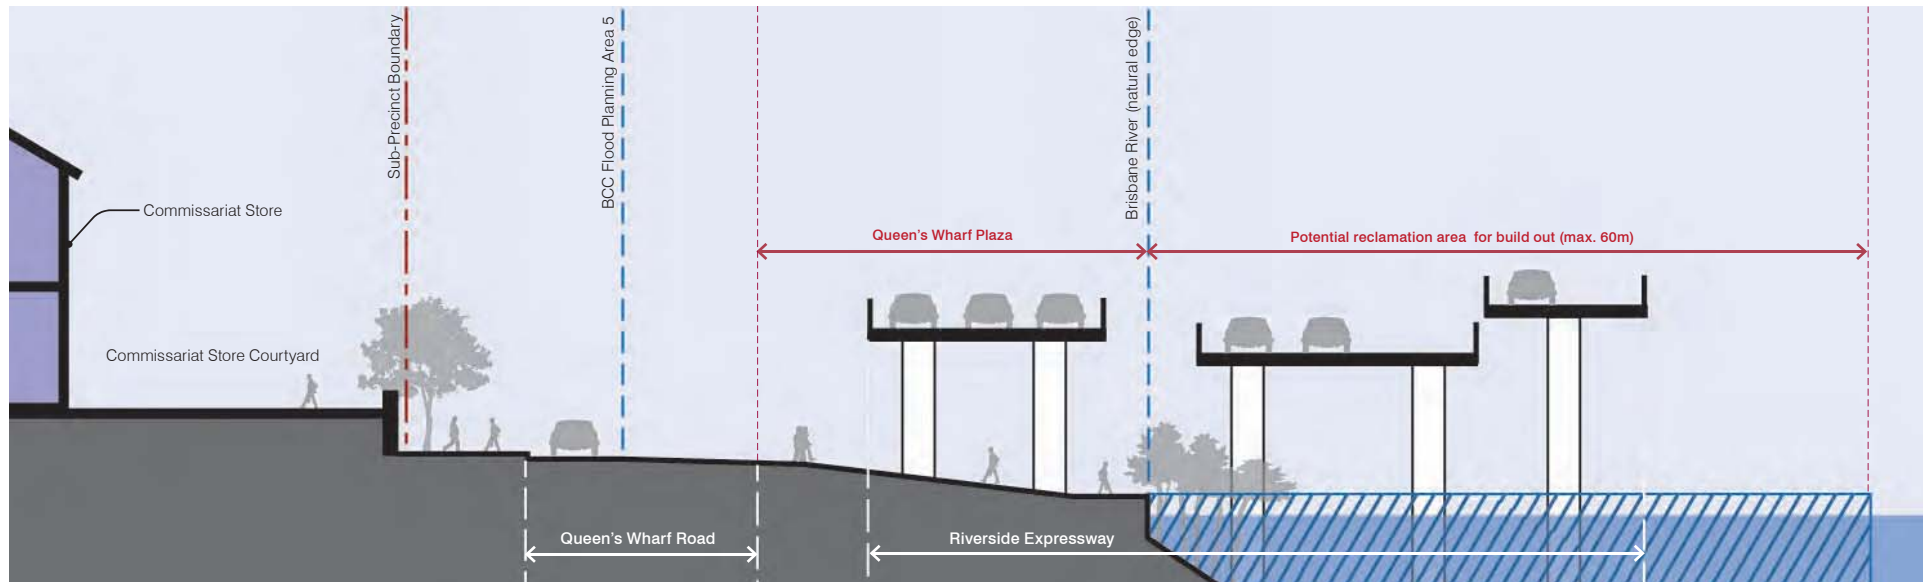 Sub-Precinct Boundary
BCC Flood Planning Area 5
Brisbane River (natural edge)
Commissariat Store
Queen's Wharf Plaza
Potential reclamation area for build out (max. 60m)
Commissariat Store Courtyard
Queen's Wharf Road
Riverside Expressway